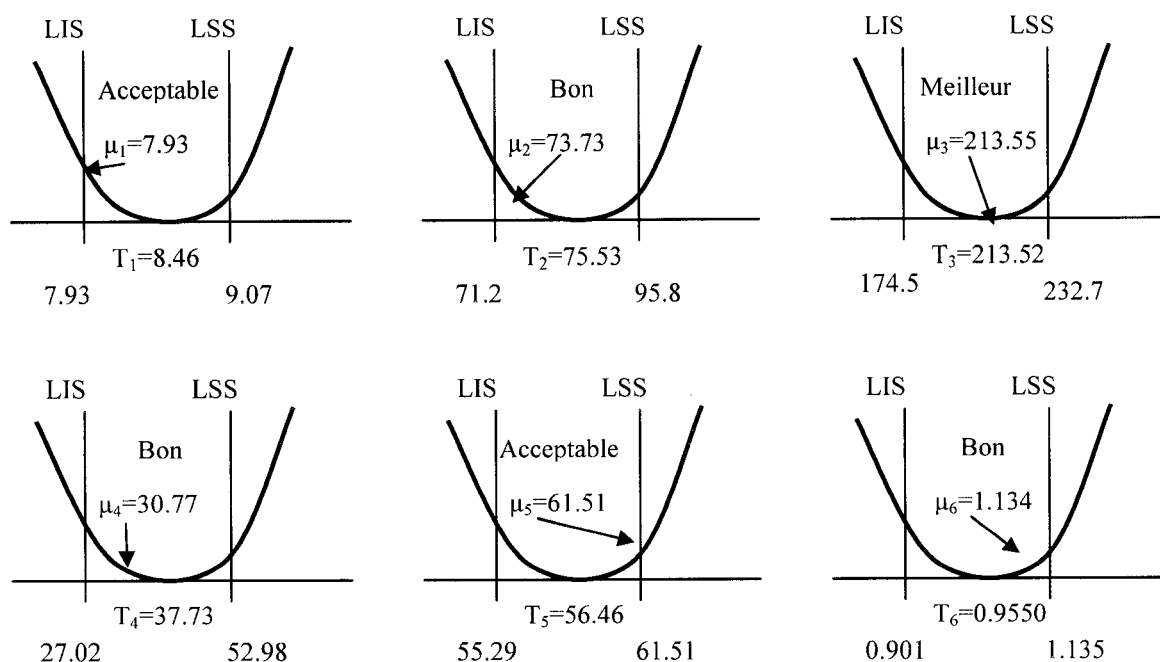 LIS LSS LIS LSS LIS LSS
Acceptable Bon Meilleur
μ1=7.93 μ2=73.73 μ3=213.55
T1=8.46 T2=75.53 T3=213.52
7.93 9.07 71.2 95.8 174.5 232.7
LIS LSS LIS LSS LIS LSS
Bon Acceptable Bon
μ4=30.77 μ5=61.51 μ6=1.134
T4=37.73 T5=56.46 T6=0.9550
27.02 52.98 55.29 61.51 0.901 1.135